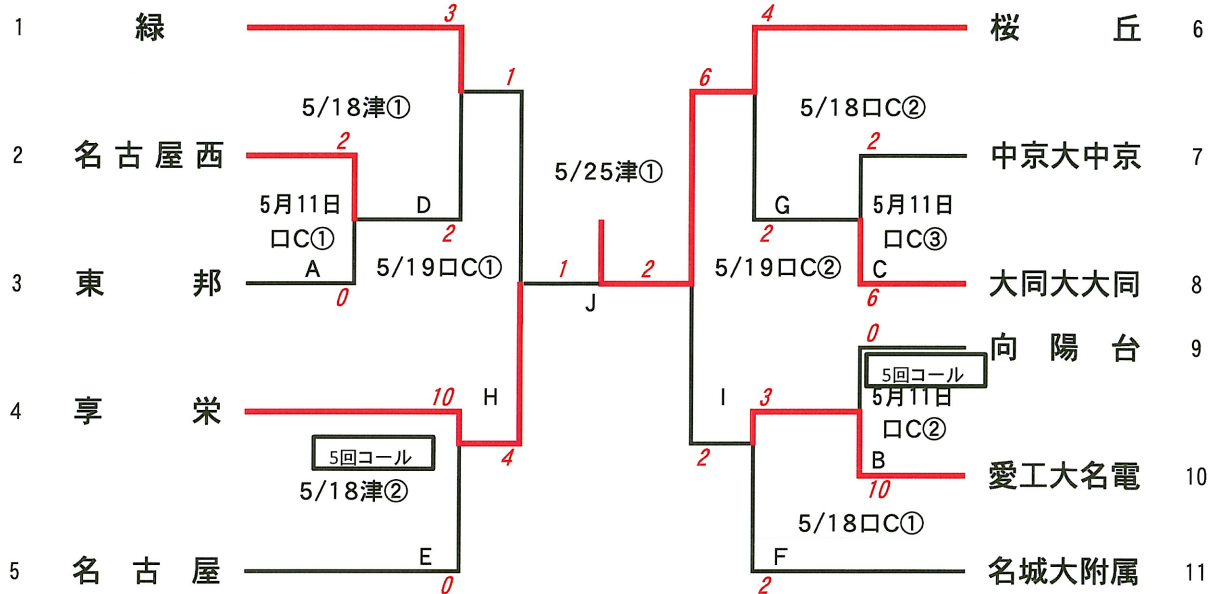 3
4
1 緑
桜丘 6
1
6
5/18津①
5/18口C②
2 名古屋西
2
2
中京大中京 7
5/25津①
5月11日
口C①
D
G
5月11日
口C③
3 東邦
A
0
2
5/19口C①
1
2
J
2
5/19口C②
C
6
大同大大同 8
0
向陽台 9
5回コール
4 享栄
10
H
I
3
5月11日
口C②
5回コール
4
2
B
10
愛工大名電 10
5/18津②
5/18口C①
5 名古屋
E
0
F
2
名城大附属 11